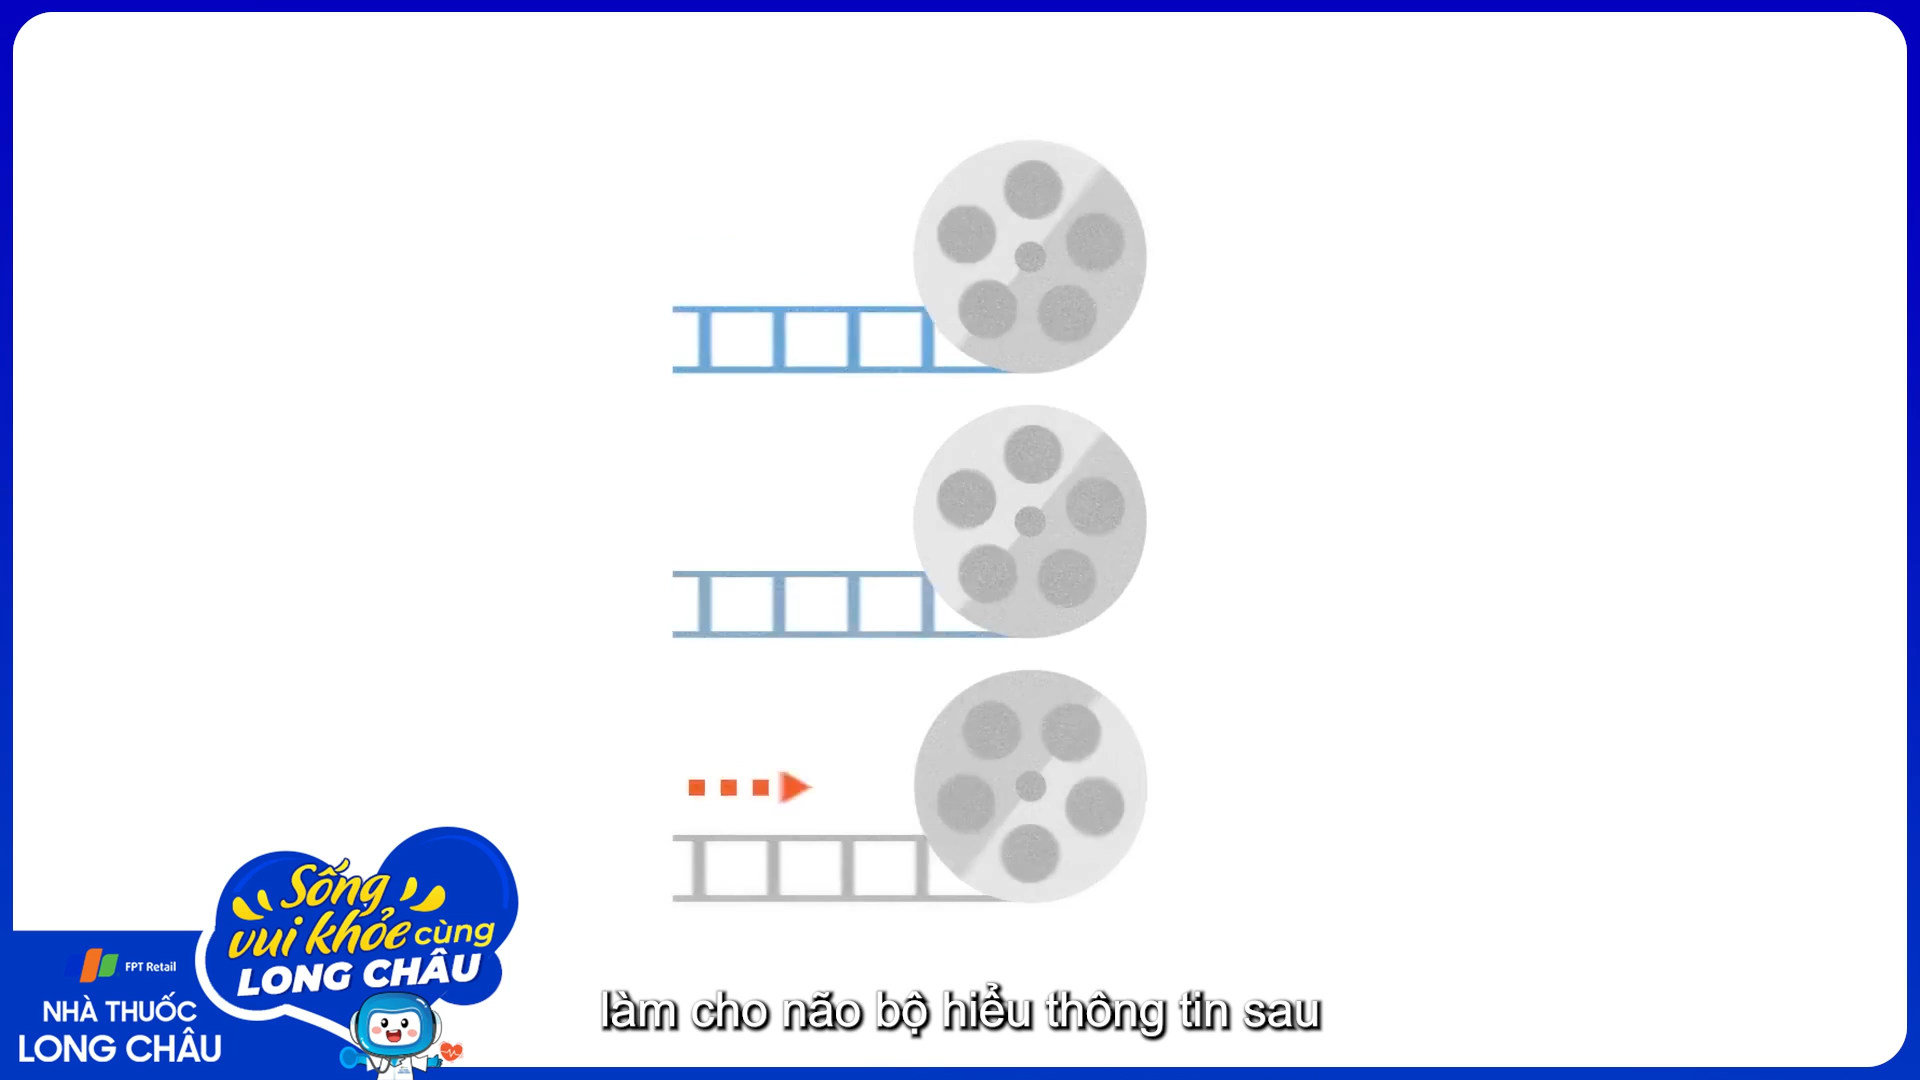 Sống
vui khỏe cùng
LONG CHÂU
FPT Retail
NHÀ THUỐC
LONG CHÂU
làm cho não bộ hiểu thông tin sau